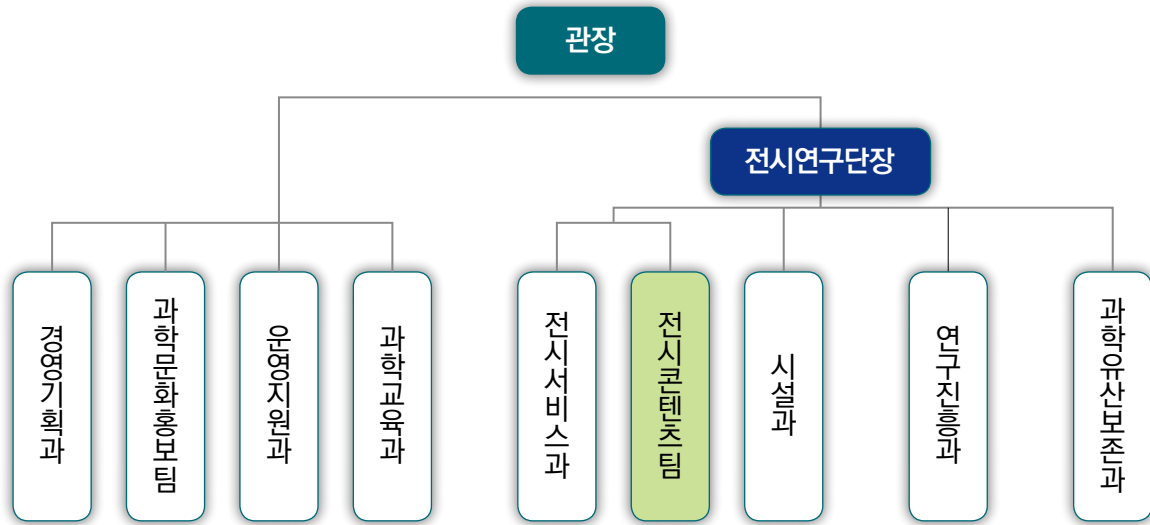 관장
전시연구단장
경영기획과
과학문화홍보팀
운영지원과
과학교육과
전시서비스과
전시콘텐츠팀
시설과
연구진흥과
과학유산보존과